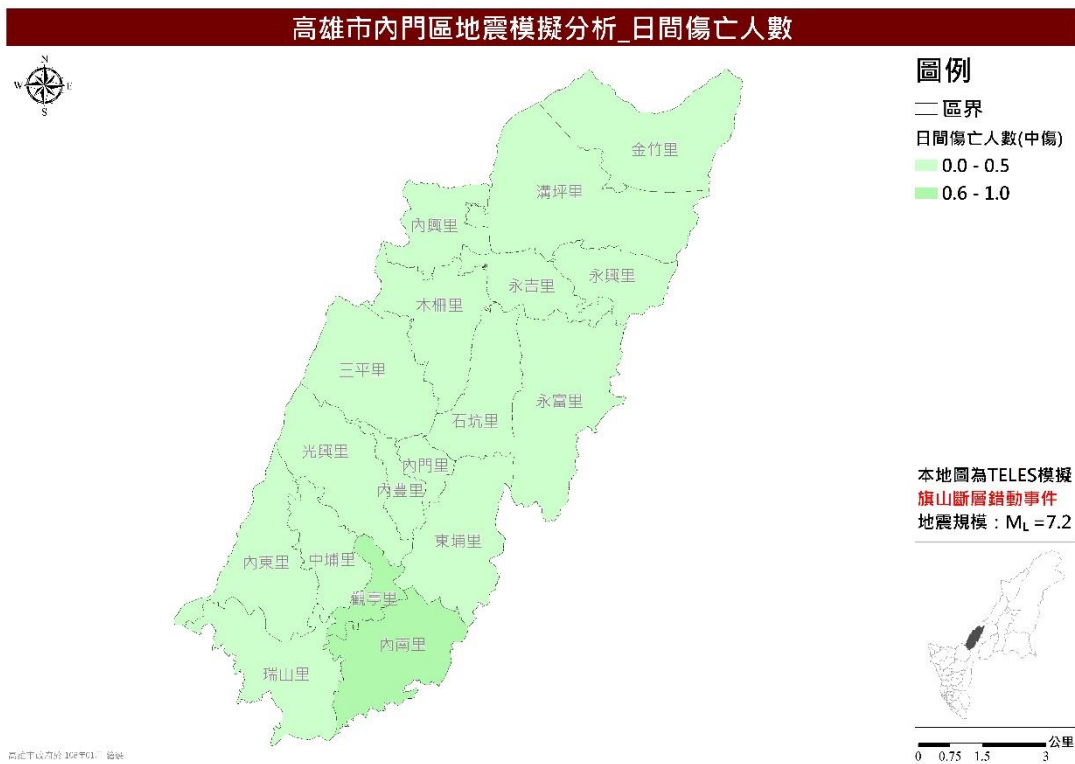 高雄市內門區地震模擬分析_日間傷亡人數
N
W
E
S
圖例
區界
日間傷亡人數(中傷)
0.0 - 0.5
0.6 - 1.0
金竹里
溝坪里
內興里
永吉里
永興里
木柵里
三平里
永富里
石坑里
光興里
內門里
內豊里
東埔里
內東里
中埔里
觀亭里
內南里
瑞山里
本地圖為TELES模擬
旗山斷層錯動事件
地震規模：ML =7.2
公里
0 0.75 1.5 3